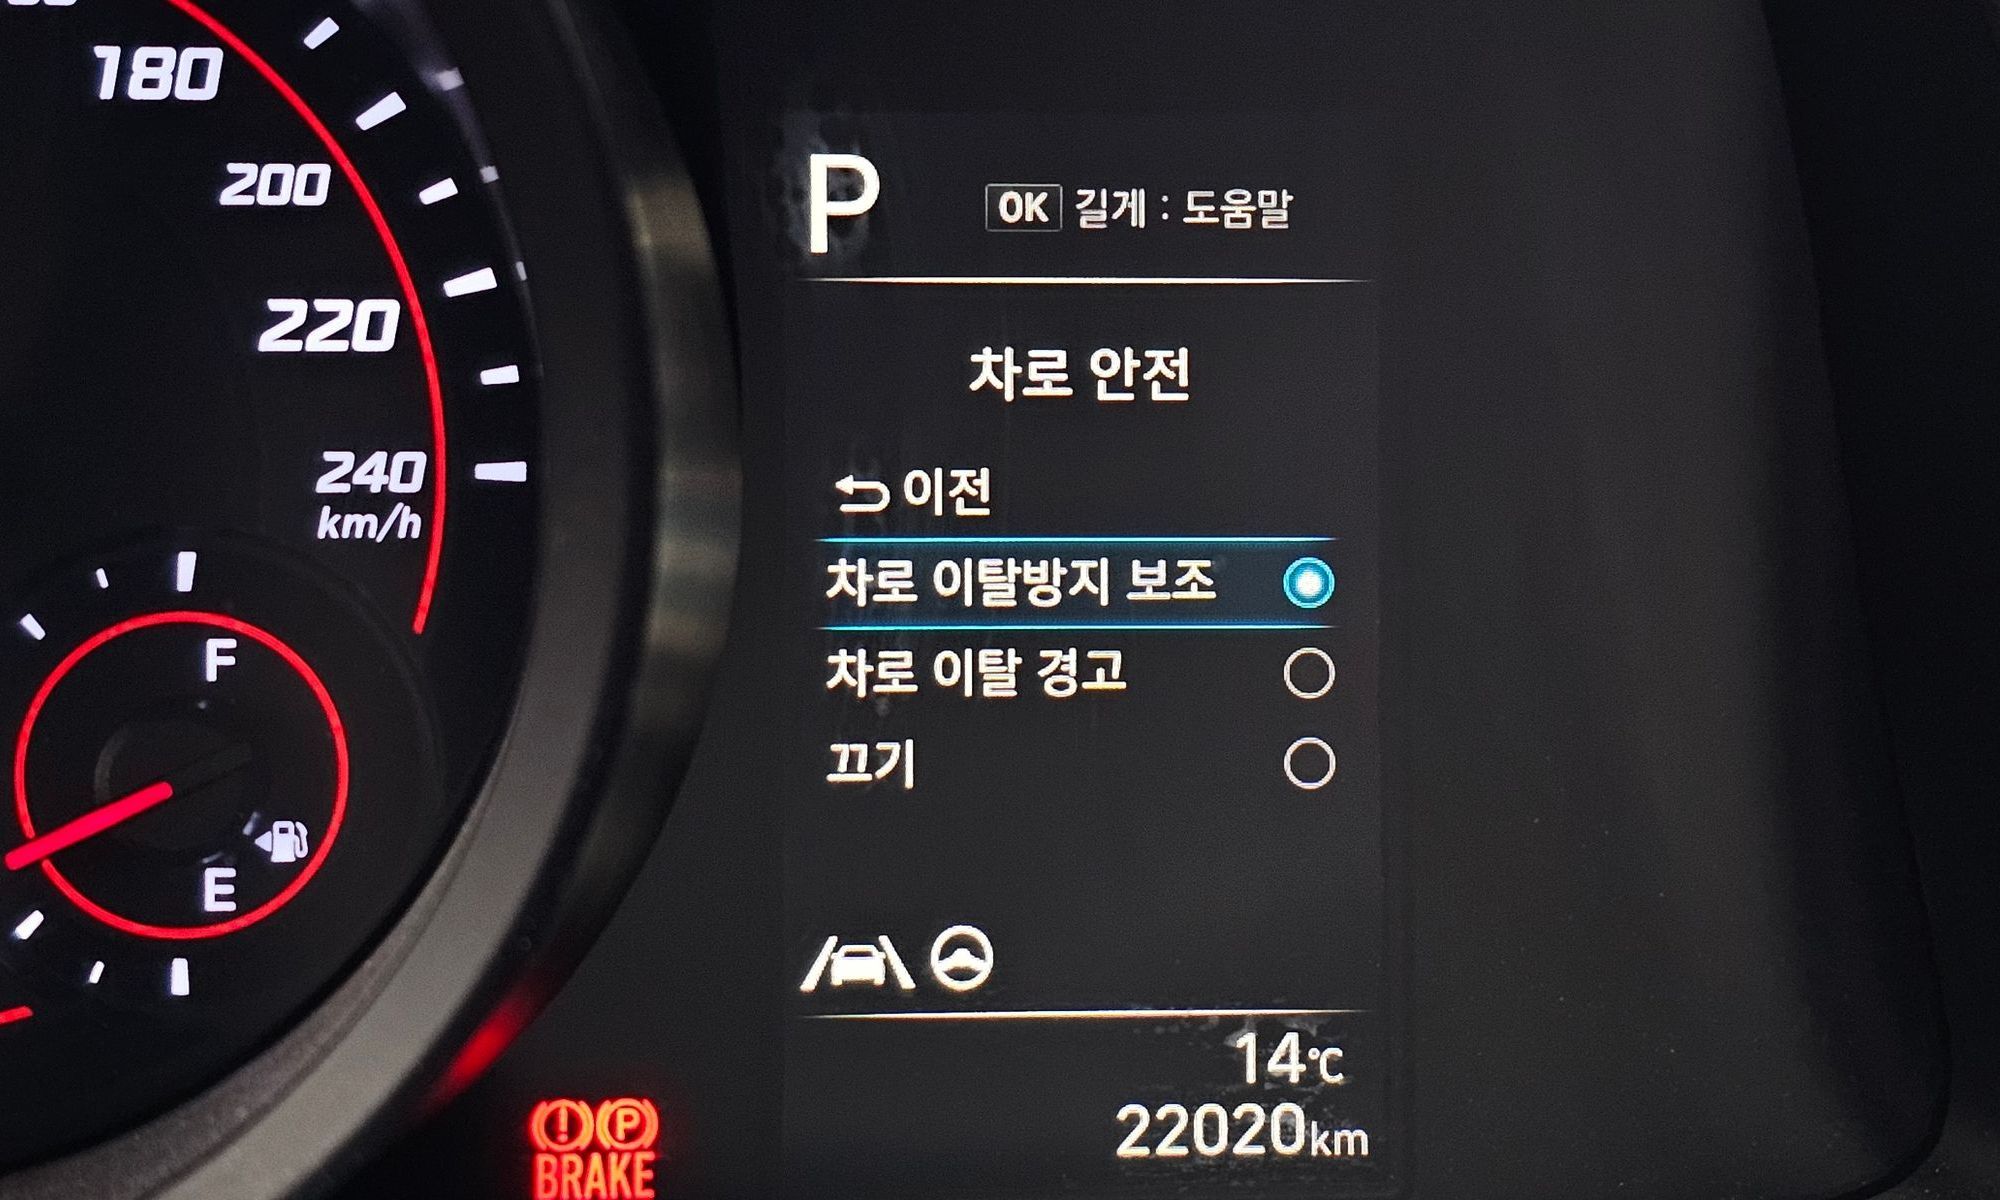 180
200
220
240
km/h
F
E
P
OK 길게 : 도움말
차로 안전
이전
차로 이탈방지 보조
차로 이탈 경고
끄기
14℃
22020km
P
BRAKE